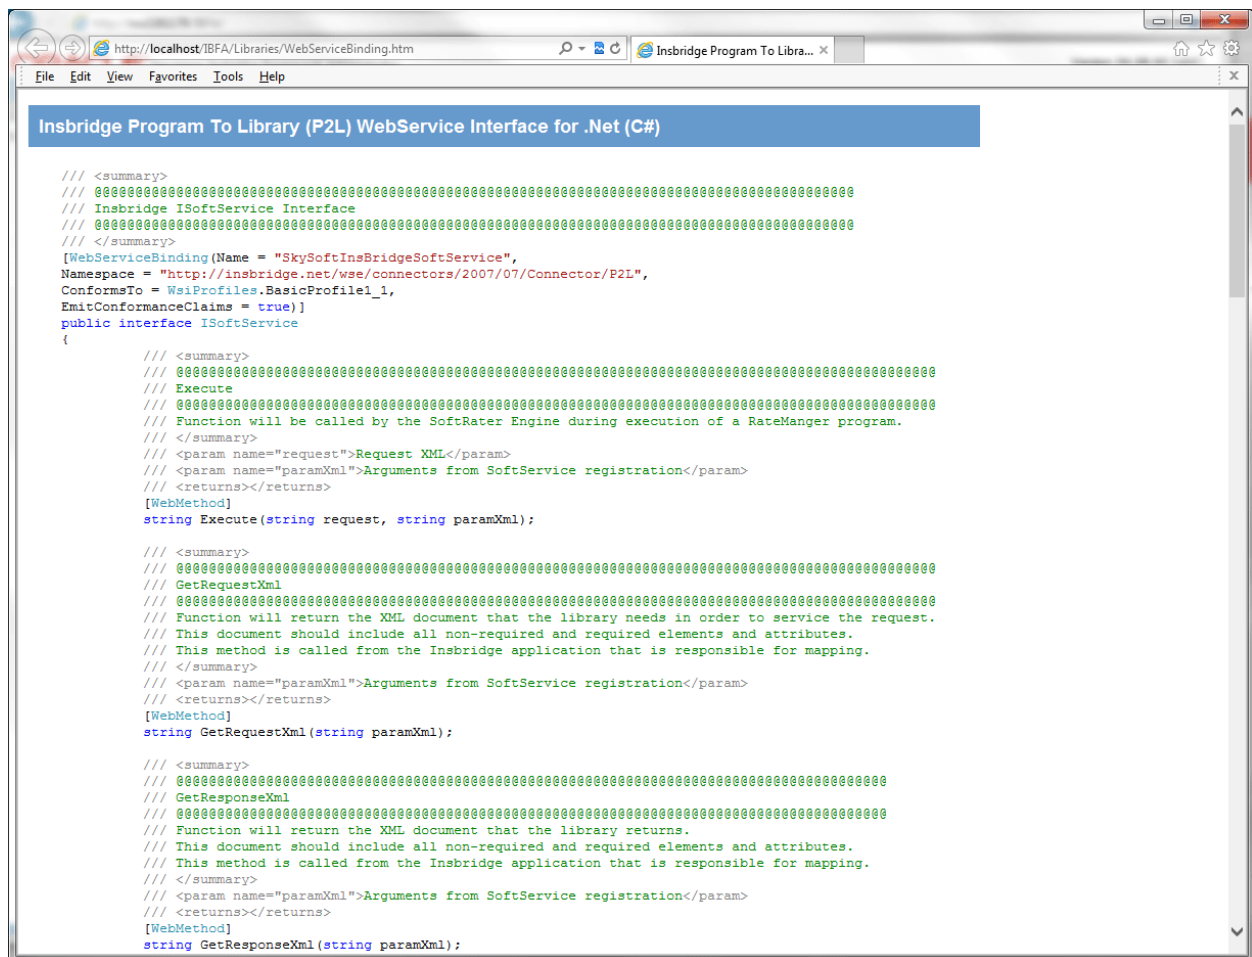 http://localhost/IBFA/Libraries/WebServiceBinding.htm
Insbridge Program To Libra...
File Edit View Favorites Tools Help
Insbridge Program To Library (P2L) WebService Interface for .Net (C#)
/// <summary>
/// @@@@@@@@@@@@@@@@@@@@@@@@@@@@@@@@@@@@@@@@@@@@@@@@@@@@@@@@@@@@@@@@@@@@@@@@@@@@@@@@@@@@@@@@@@@@@
/// Insbridge ISoftService Interface
/// @@@@@@@@@@@@@@@@@@@@@@@@@@@@@@@@@@@@@@@@@@@@@@@@@@@@@@@@@@@@@@@@@@@@@@@@@@@@@@@@@@@@@@@@@@@@@
/// </summary>
[WebServiceBinding(Name = "SkySoftInsBridgeSoftService",
Namespace = "http://insbridge.net/wse/connectors/2007/07/Connector/P2L",
ConformsTo = WsiProfiles.BasicProfile1_1,
EmitConformanceClaims = true)]
public interface ISoftService
{
/// <summary>
/// @@@@@@@@@@@@@@@@@@@@@@@@@@@@@@@@@@@@@@@@@@@@@@@@@@@@@@@@@@@@@@@@@@@@@@@@@@@@@@@@@@@@@@@@@@@@@
/// Execute
/// @@@@@@@@@@@@@@@@@@@@@@@@@@@@@@@@@@@@@@@@@@@@@@@@@@@@@@@@@@@@@@@@@@@@@@@@@@@@@@@@@@@@@@@@@@@@@
/// Function will be called by the SoftRater Engine during execution of a RateManger program.
/// </summary>
/// <param name="request">Request XML</param>
/// <param name="paramXml">Arguments from SoftService registration</param>
/// <returns></returns>
[WebMethod]
string Execute(string request, string paramXml);
/// <summary>
/// @@@@@@@@@@@@@@@@@@@@@@@@@@@@@@@@@@@@@@@@@@@@@@@@@@@@@@@@@@@@@@@@@@@@@@@@@@@@@@@@@@@@@@@@@@@@@
/// GetRequestXml
/// @@@@@@@@@@@@@@@@@@@@@@@@@@@@@@@@@@@@@@@@@@@@@@@@@@@@@@@@@@@@@@@@@@@@@@@@@@@@@@@@@@@@@@@@@@@@@
/// Function will return the XML document that the library needs in order to service the request.
/// This document should include all non-required and required elements and attributes.
/// This method is called from the Insbridge application that is responsible for mapping.
/// </summary>
/// <param name="paramXml">Arguments from SoftService registration</param>
/// <returns></returns>
[WebMethod]
string GetRequestXml(string paramXml);
/// <summary>
/// @@@@@@@@@@@@@@@@@@@@@@@@@@@@@@@@@@@@@@@@@@@@@@@@@@@@@@@@@@@@@@@@@@@@@@@@@@@@@@@@@@@@@@@
/// GetResponseXml
/// @@@@@@@@@@@@@@@@@@@@@@@@@@@@@@@@@@@@@@@@@@@@@@@@@@@@@@@@@@@@@@@@@@@@@@@@@@@@@@@@@@@@@@@
/// Function will return the XML document that the library returns.
/// This document should include all non-required and required elements and attributes.
/// This method is called from the Insbridge application that is responsible for mapping.
/// </summary>
/// <param name="paramXml">Arguments from SoftService registration</param>
/// <returns></returns>
[WebMethod]
string GetResponseXml(string paramXml);